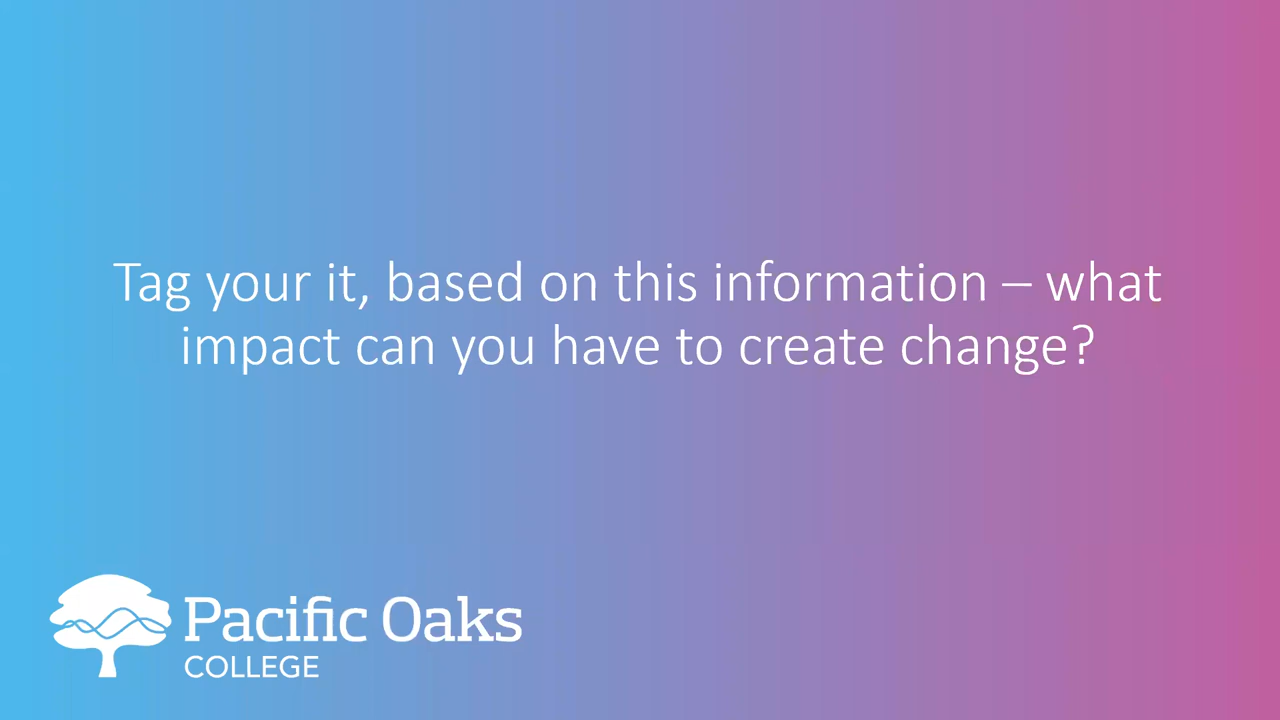 Tag your it, based on this information – what
impact can you have to create change?
Pacific Oaks
COLLEGE